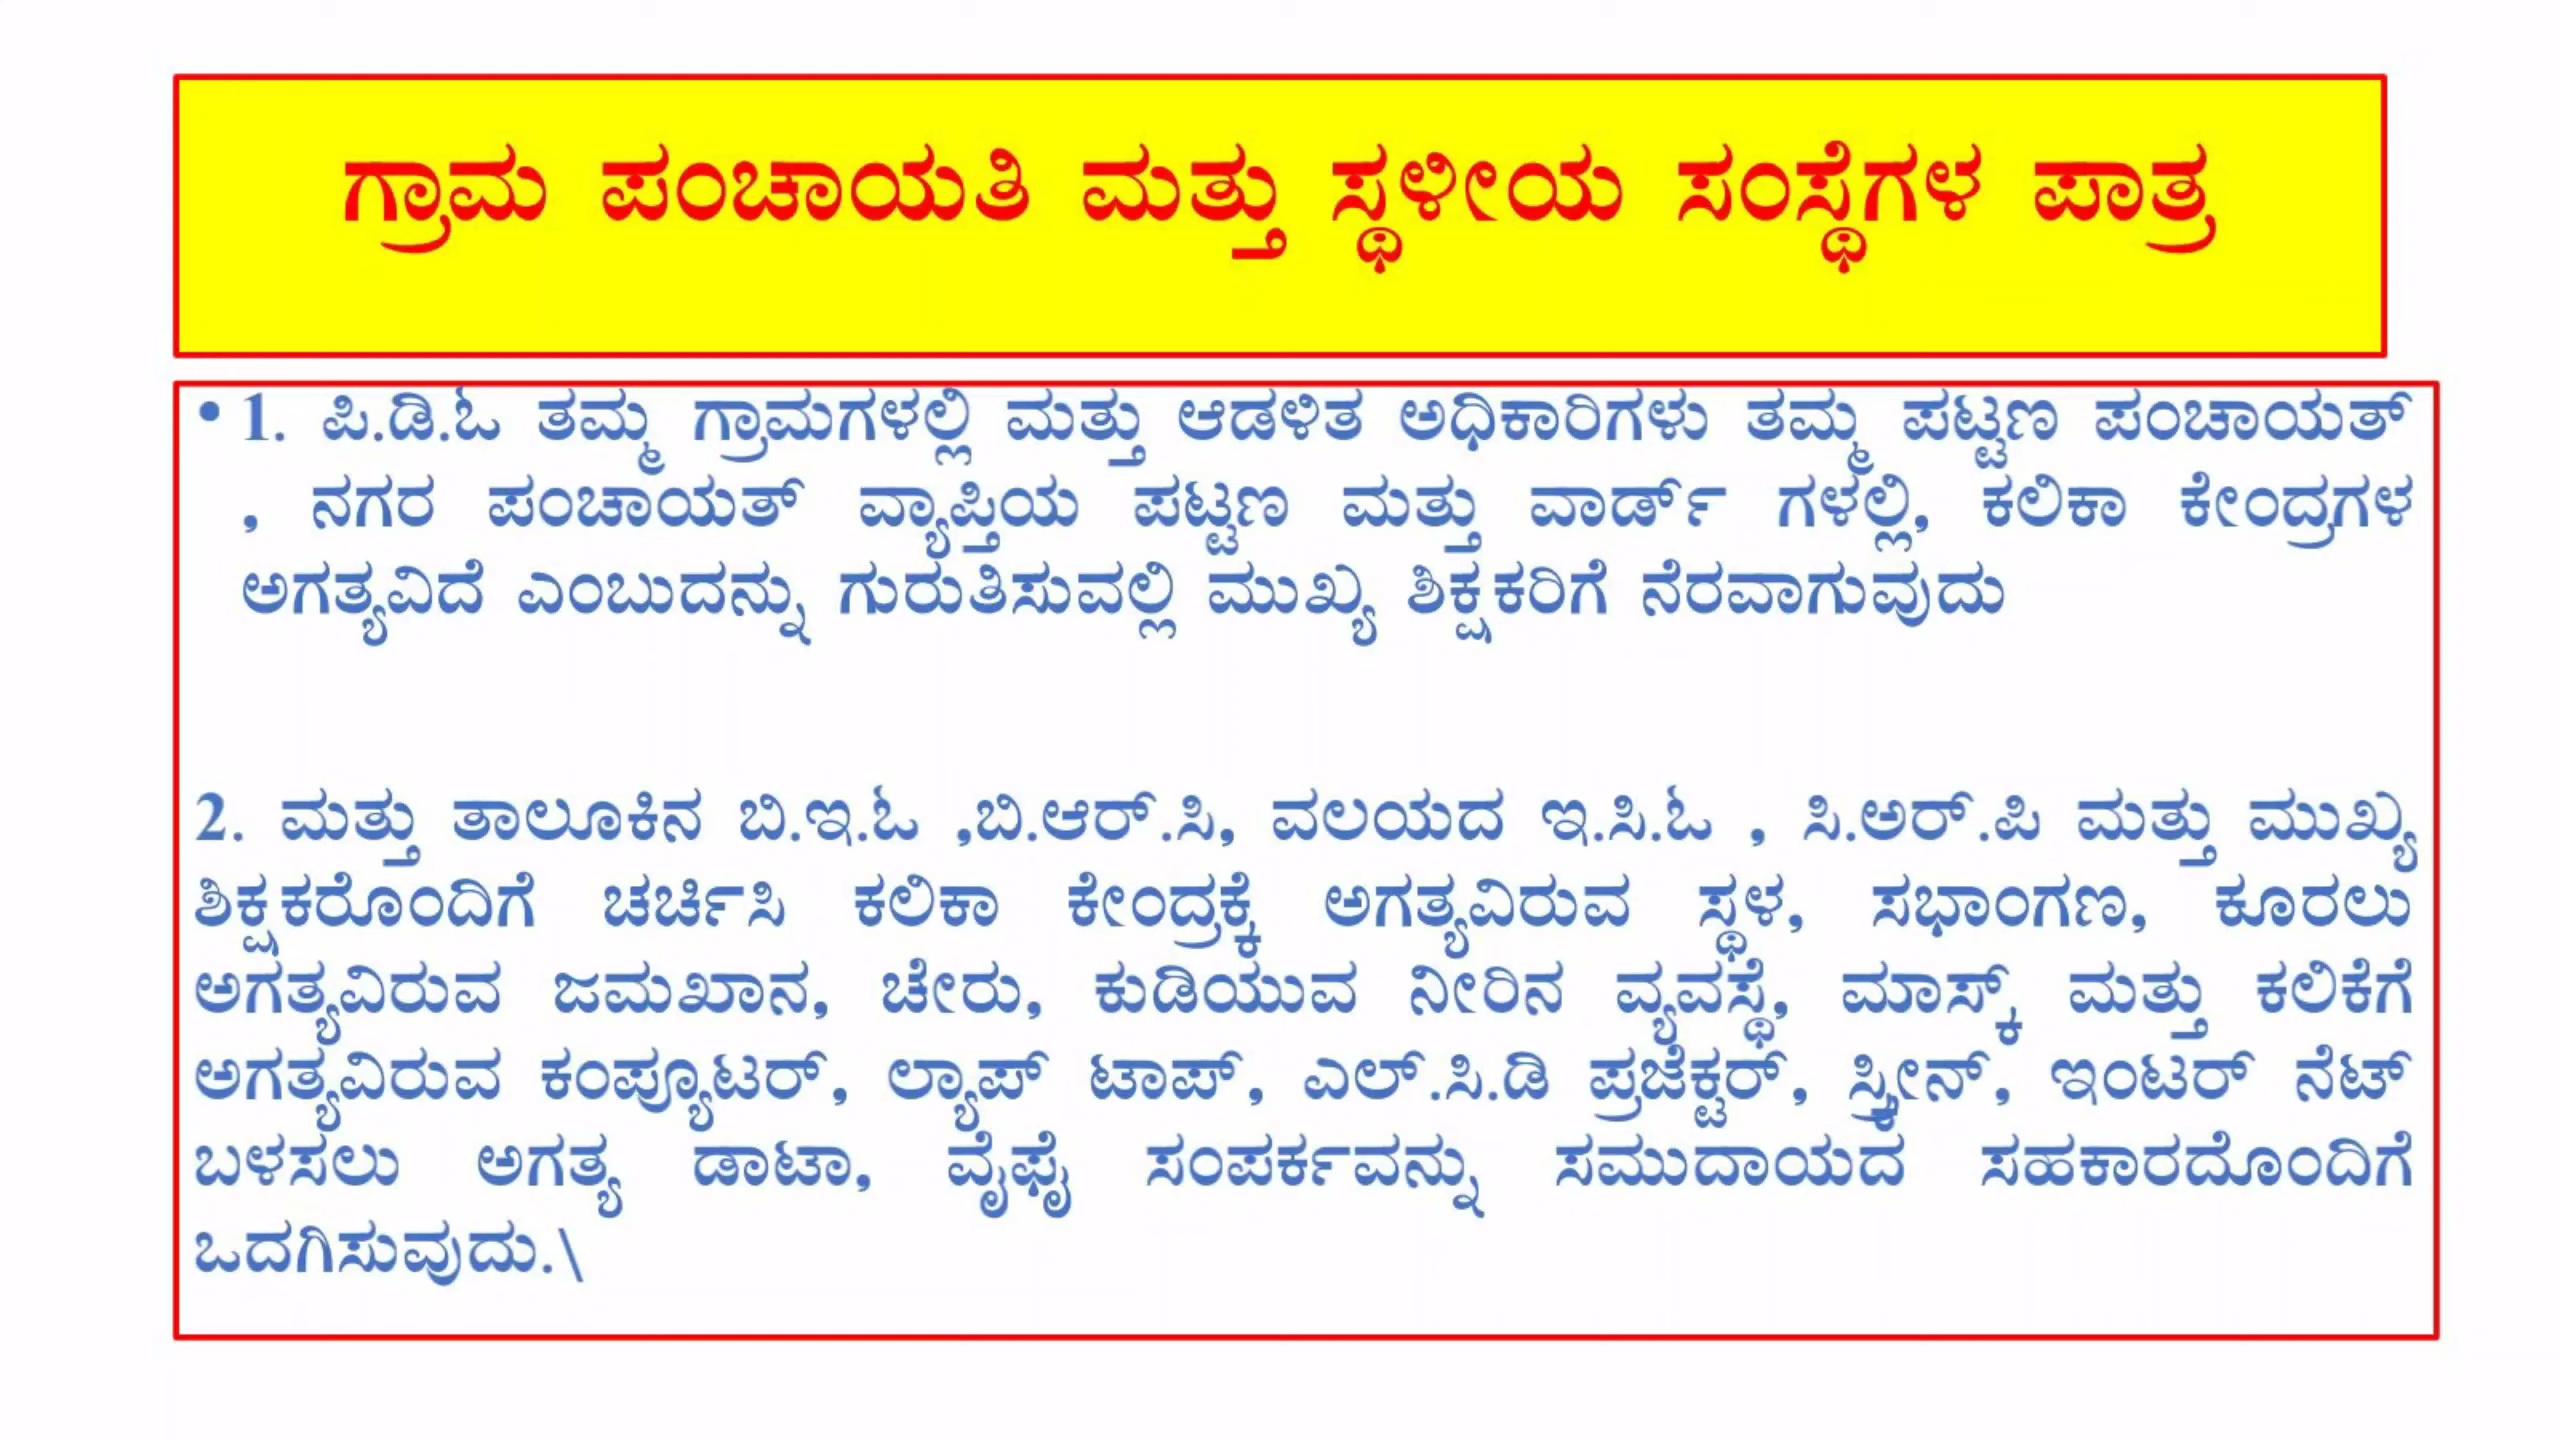 ಗ್ರಾಮ ಪಂಚಾಯತಿ ಮತ್ತು ಸ್ಥಳೀಯ ಸಂಸ್ಥೆಗಳ ಪಾತ್ರ
• 1. ಪಿ.ಡಿ.ಓ ತಮ್ಮ ಗ್ರಾಮಗಳಲ್ಲಿ ಮತ್ತು ಆಡಳಿತ ಅಧಿಕಾರಿಗಳು ತಮ್ಮ ಪಟ್ಟಣ ಪಂಚಾಯತ್
, ನಗರ ಪಂಚಾಯತ್ ವ್ಯಾಪ್ತಿಯ ಪಟ್ಟಣ ಮತ್ತು ವಾರ್ಡ್ ಗಳಲ್ಲಿ, ಕಲಿಕಾ ಕೇಂದ್ರಗಳ
ಅಗತ್ಯವಿದೆ ಎಂಬುದನ್ನು ಗುರುತಿಸುವಲ್ಲಿ ಮುಖ್ಯ ಶಿಕ್ಷಕರಿಗೆ ನೆರವಾಗುವುದು
2. ಮತ್ತು ತಾಲೂಕಿನ ಬಿ.ಇ.ಓ ,ಬಿ.ಆರ್.ಸಿ, ವಲಯದ ಇ.ಸಿ.ಓ , ಸಿ.ಅರ್.ಪಿ ಮತ್ತು ಮುಖ್ಯ
ಶಿಕ್ಷಕರೊಂದಿಗೆ ಚರ್ಚಿಸಿ ಕಲಿಕಾ ಕೇಂದ್ರಕ್ಕೆ ಅಗತ್ಯವಿರುವ ಸ್ಥಳ, ಸಭಾಂಗಣ, ಕೂರಲು
ಅಗತ್ಯವಿರುವ ಜಮಖಾನ, ಚೇರು, ಕುಡಿಯುವ ನೀರಿನ ವ್ಯವಸ್ಥೆ, ಮಾಸ್ಕ್ ಮತ್ತು ಕಲಿಕೆಗೆ
ಅಗತ್ಯವಿರುವ ಕಂಪ್ಯೂಟರ್, ಲ್ಯಾಪ್ ಟಾಪ್, ಎಲ್.ಸಿ.ಡಿ ಪ್ರಜೆಕ್ಟರ್, ಸ್ಕ್ರೀನ್, ಇಂಟರ್ ನೆಟ್
ಬಳಸಲು ಅಗತ್ಯ ಡಾಟಾ, ವೈಫೈ ಸಂಪರ್ಕವನ್ನು ಸಮುದಾಯದ ಸಹಕಾರದೊಂದಿಗೆ
ಒದಗಿಸುವುದು.\